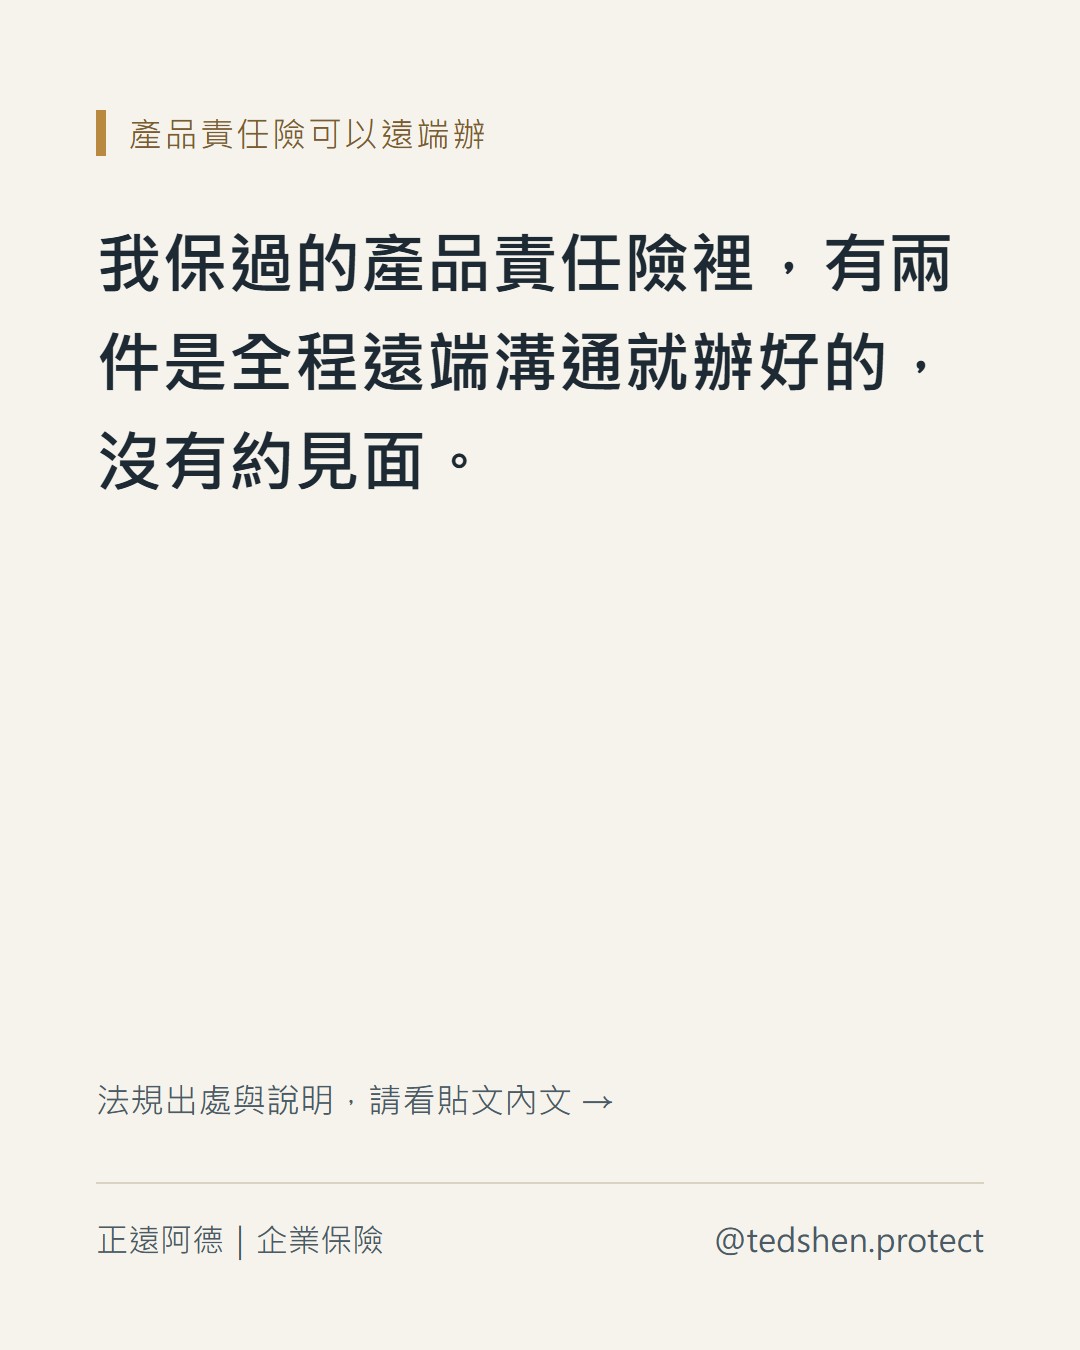 產品責任險可以遠端辦
我保過的產品責任險裡，有兩
件是全程遠端溝通就辦好的，
沒有約見面。
法規出處與說明，請看貼文內文 →
正遠阿德｜企業保險
@tedshen.protect